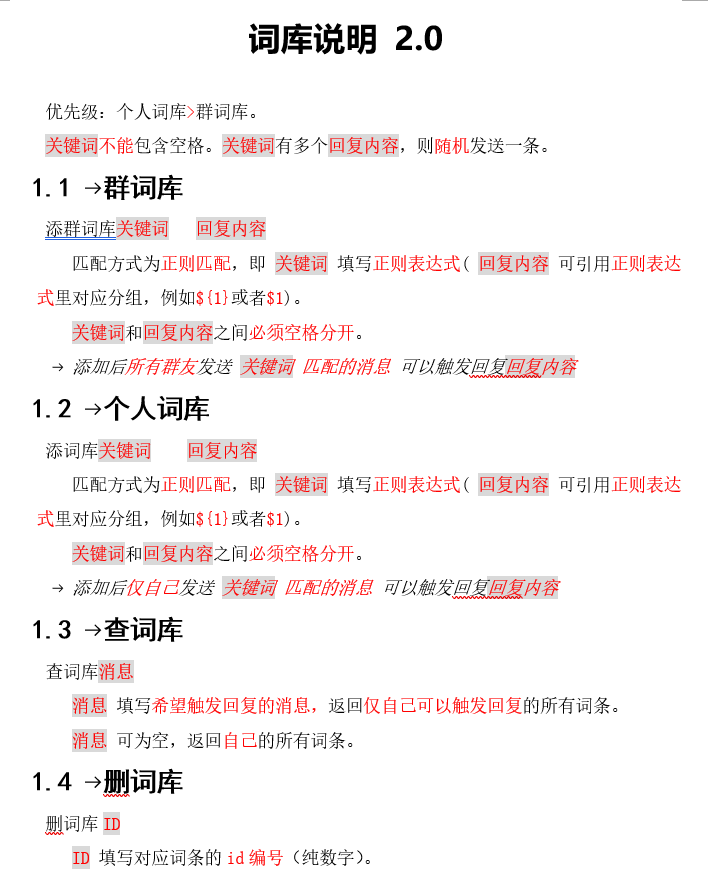 词库说明 2.0
优先级：个人词库>群词库。
关键词不能包含空格。关键词有多个回复内容，则随机发送一条。
1.1 →群词库
添群词库关键词 回复内容
匹配方式为正则匹配，即 关键词 填写正则表达式( 回复内容 可引用正则表达
式里对应分组，例如${1}或者$1)。
关键词和回复内容之间必须空格分开。
→ 添加后所有群友发送 关键词 匹配的消息 可以触发回复回复内容
1.2 →个人词库
添词库关键词 回复内容
匹配方式为正则匹配，即 关键词 填写正则表达式( 回复内容 可引用正则表达
式里对应分组，例如${1}或者$1)。
关键词和回复内容之间必须空格分开。
→ 添加后仅自己发送 关键词 匹配的消息 可以触发回复回复内容
1.3 →查词库
查词库消息
消息 填写希望触发回复的消息，返回仅自己可以触发回复的所有词条。
消息 可为空，返回自己的所有词条。
1.4 →删词库
删词库 ID
ID 填写对应词条的 id 编号（纯数字）。